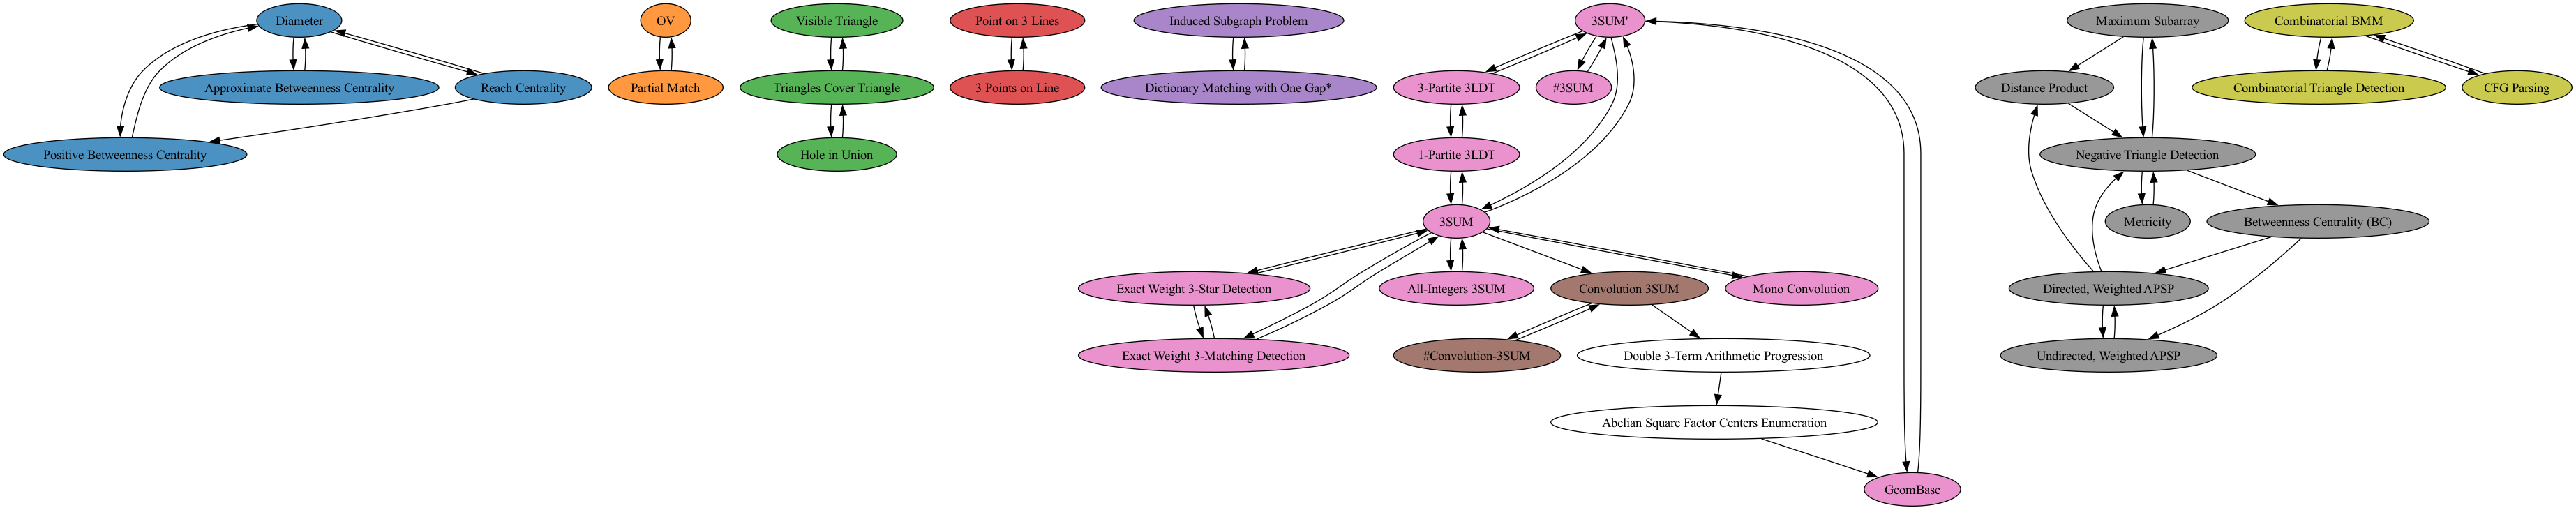 Diameter
OV
Visible Triangle
Point on 3 Lines
Induced Subgraph Problem
3SUM'
Maximum Subarray
Combinatorial BMM
Approximate Betweenness Centrality
Reach Centrality
Partial Match
Triangles Cover Triangle
3 Points on Line
Dictionary Matching with One Gap*
3-Partite 3LDT
#3SUM
Distance Product
Combinatorial Triangle Detection
CFG Parsing
Positive Betweenness Centrality
Hole in Union
1-Partite 3LDT
Negative Triangle Detection
3SUM
Metricity
Betweenness Centrality (BC)
Exact Weight 3-Star Detection
All-Integers 3SUM
Convolution 3SUM
Mono Convolution
Directed, Weighted APSP
Exact Weight 3-Matching Detection
#Convolution-3SUM
Double 3-Term Arithmetic Progression
Undirected, Weighted APSP
Abelian Square Factor Centers Enumeration
GeomBase